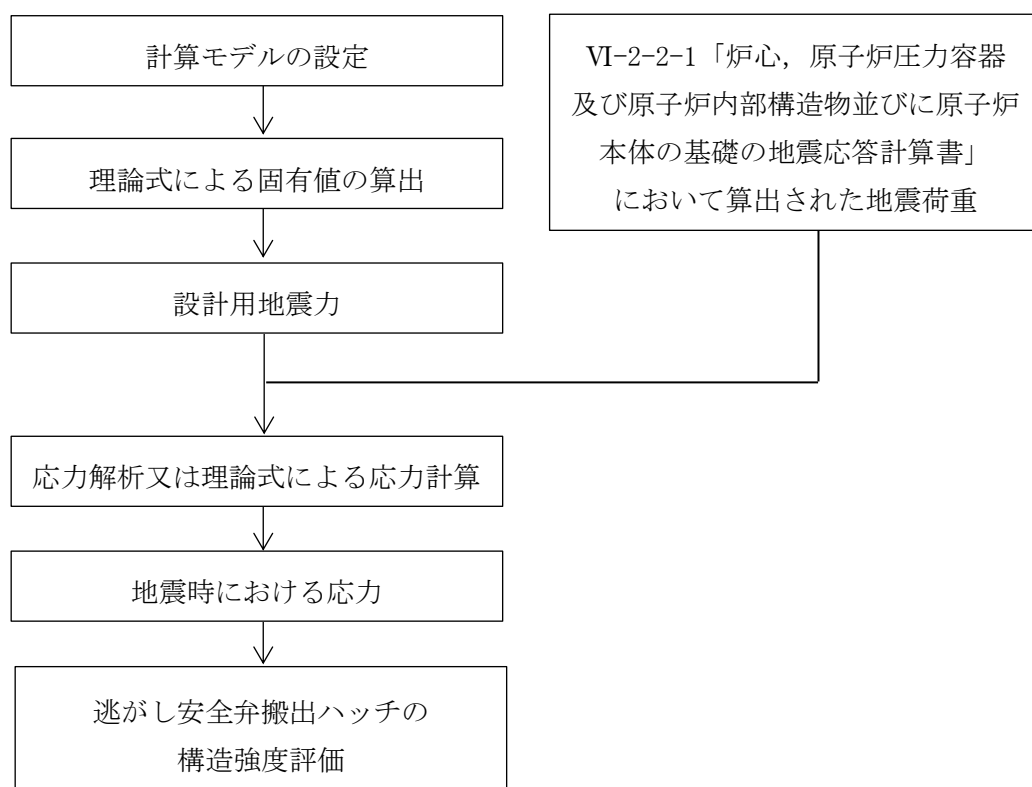 計算モデルの設定
理論式による固有値の算出
設計用地震力
Ⅵ-2-2-1「炉心，原子炉圧力容器
及び原子炉内部構造物並びに原子炉
本体の基礎の地震応答計算書」
において算出された地震荷重
応力解析又は理論式による応力計算
地震時における応力
逃がし安全弁搬出ハッチの
構造強度評価